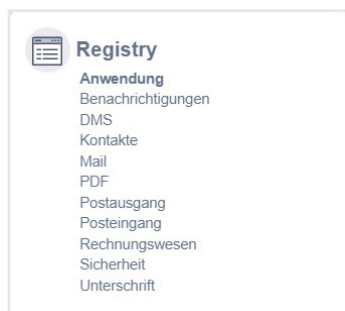 Registry
Anwendung
Benachrichtigungen
DMS
Kontakte
Mail
PDF
Postausgang
Posteingang
Rechnungswesen
Sicherheit
Unterschrift